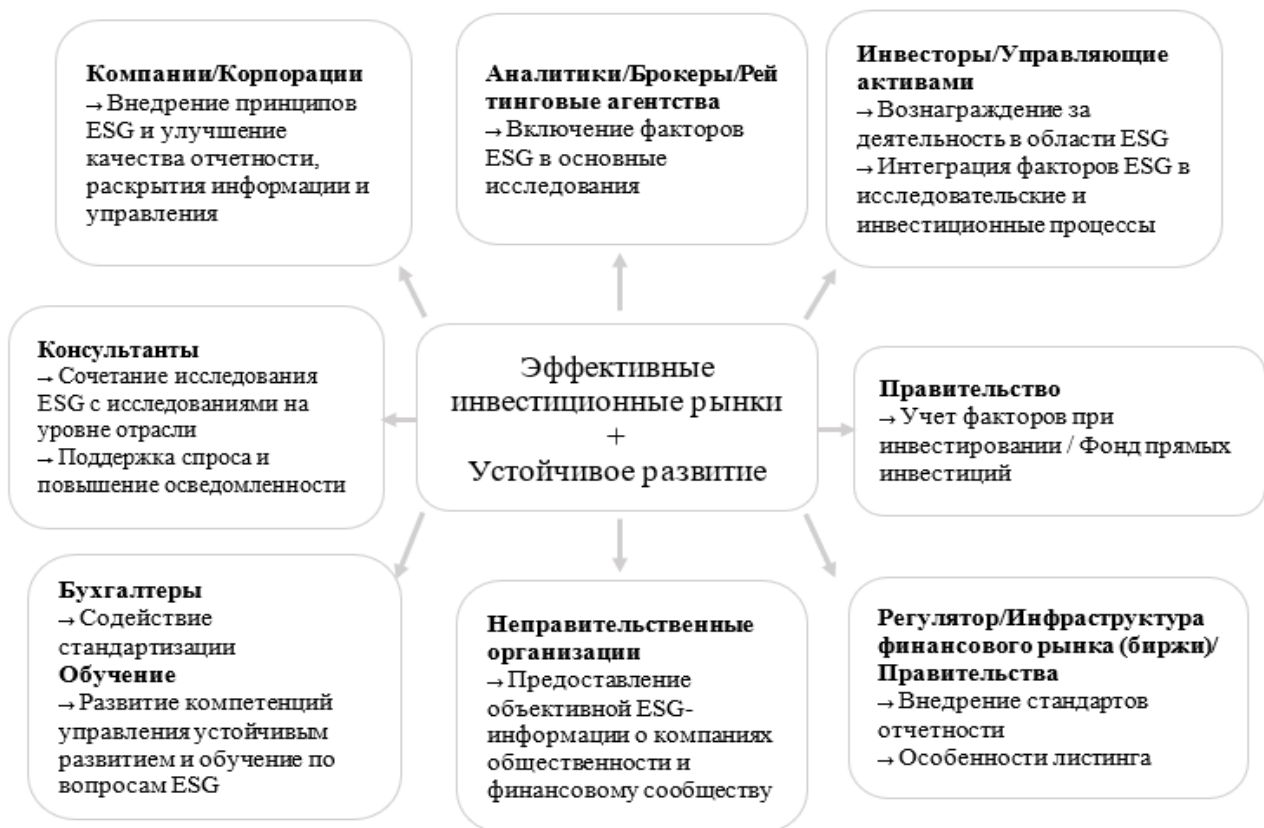 Компании/Корпорации
→ Внедрение принципов
ESG и улучшение
качества отчетности,
раскрытия информации и
управления
Аналитики/Брокеры/Рей
тинговые агентства
→ Включение факторов
ESG в основные
исследования
Инвесторы/Управляющие
активами
→ Вознаграждение за
деятельность в области ESG
→ Интеграция факторов ESG в
исследовательские и
инвестиционные процессы
Консультанты
→ Сочетание исследования
ESG с исследованиями на
уровне отрасли
→ Поддержка спроса и
повышение осведомленности
Эффективные
инвестиционные рынки
+
Устойчивое развитие
Правительство
→ Учет факторов при
инвестировании / Фонд прямых
инвестиций
Бухгалтеры
→ Содействие
стандартизации
Обучение
→ Развитие компетенций
управления устойчивым
развитием и обучение по
вопросам ESG
Неправительственные
организации
→ Предоставление
объективной ESG-
информации о компаниях
общественности и
финансовому сообществу
Регулятор/Инфраструктура
финансового рынка (биржи)/
Правительства
→ Внедрение стандартов
отчетности
→ Особенности листинга